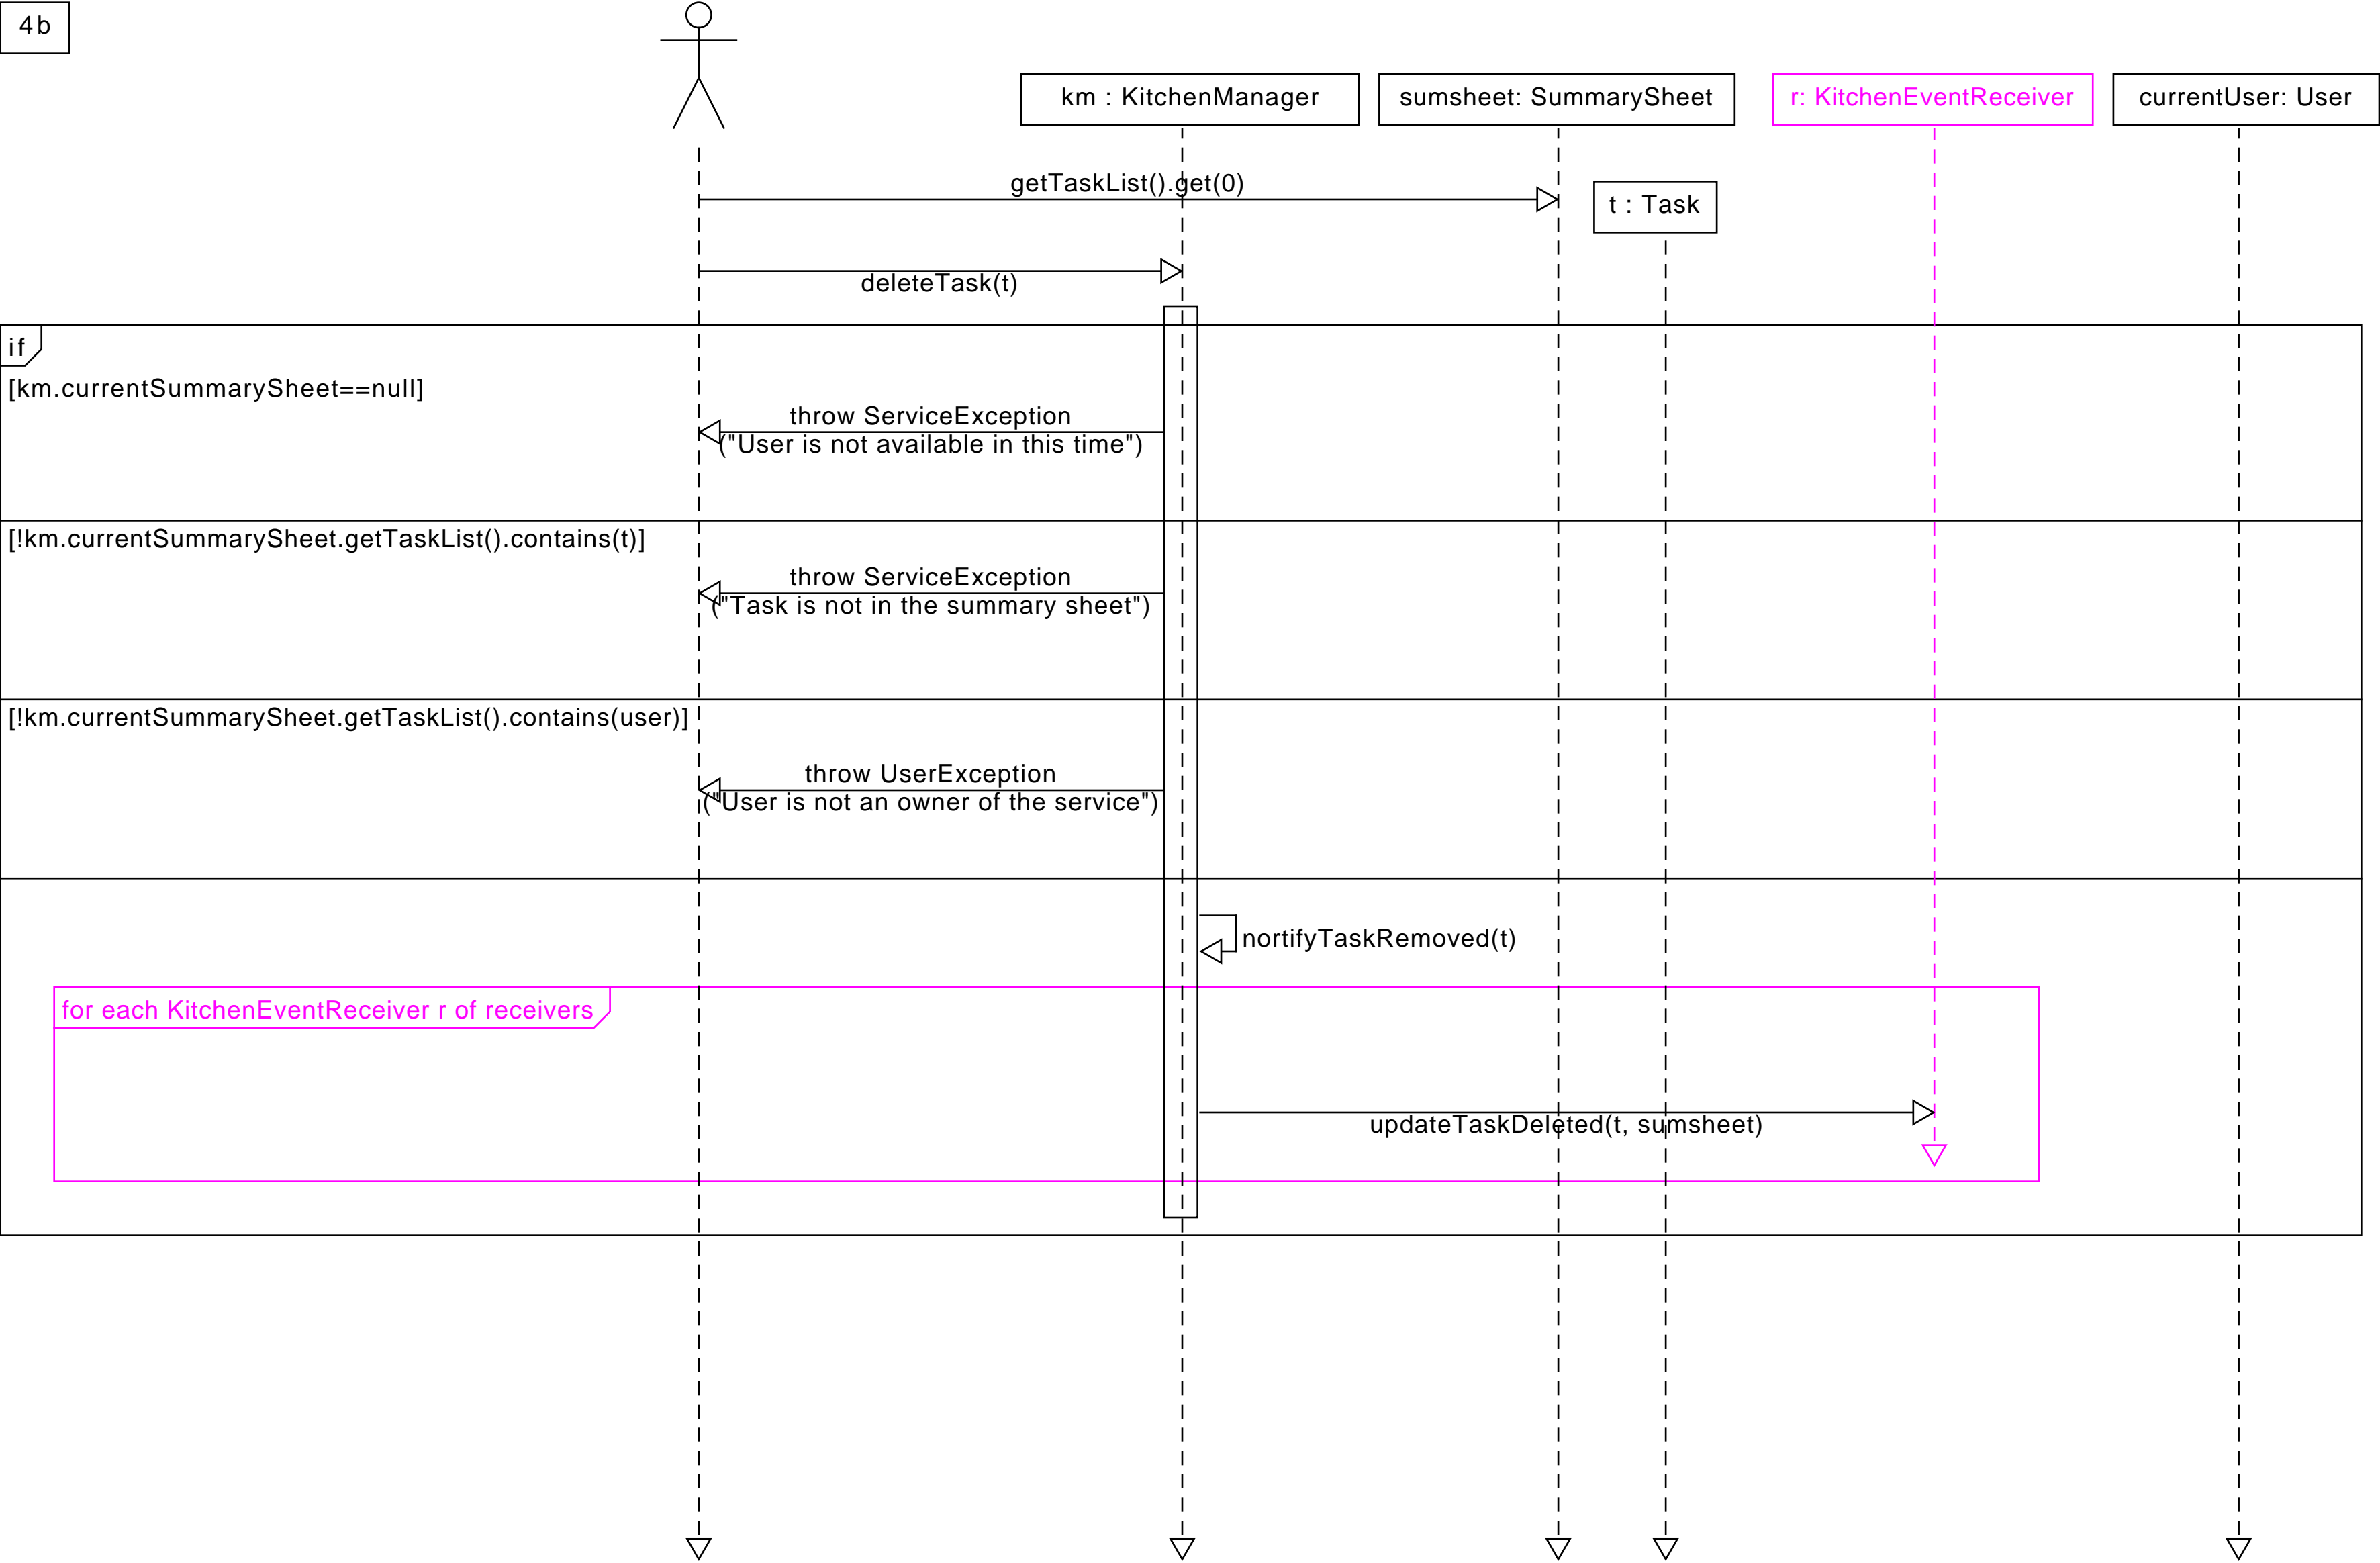 4b
km : KitchenManager
sumsheet: SummarySheet
r: KitchenEventReceiver
currentUser: User
getTaskList().get(0)
t : Task
deleteTask(t)
if
[km.currentSummarySheet==null]
throw ServiceException
("User is not available in this time")
[!km.currentSummarySheet.getTaskList().contains(t)]
throw ServiceException
("Task is not in the summary sheet")
[!km.currentSummarySheet.getTaskList().contains(user)]
throw UserException
("User is not an owner of the service")
nortifyTaskRemoved(t)
for each KitchenEventReceiver r of receivers
updateTaskDeleted(t, sumsheet)